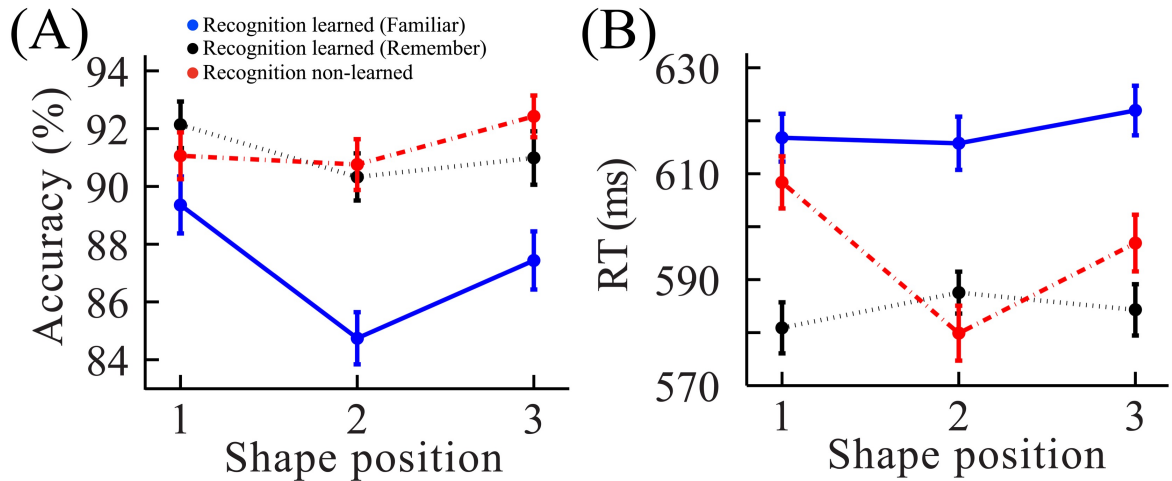 (A)
Recognition learned (Familiar)
Recognition learned (Remember)
Recognition non-learned
Accuracy (%)
94
92
90
88
86
84
1 2 3
Shape position
(B)
RT (ms)
630
610
590
570
1 2 3
Shape position